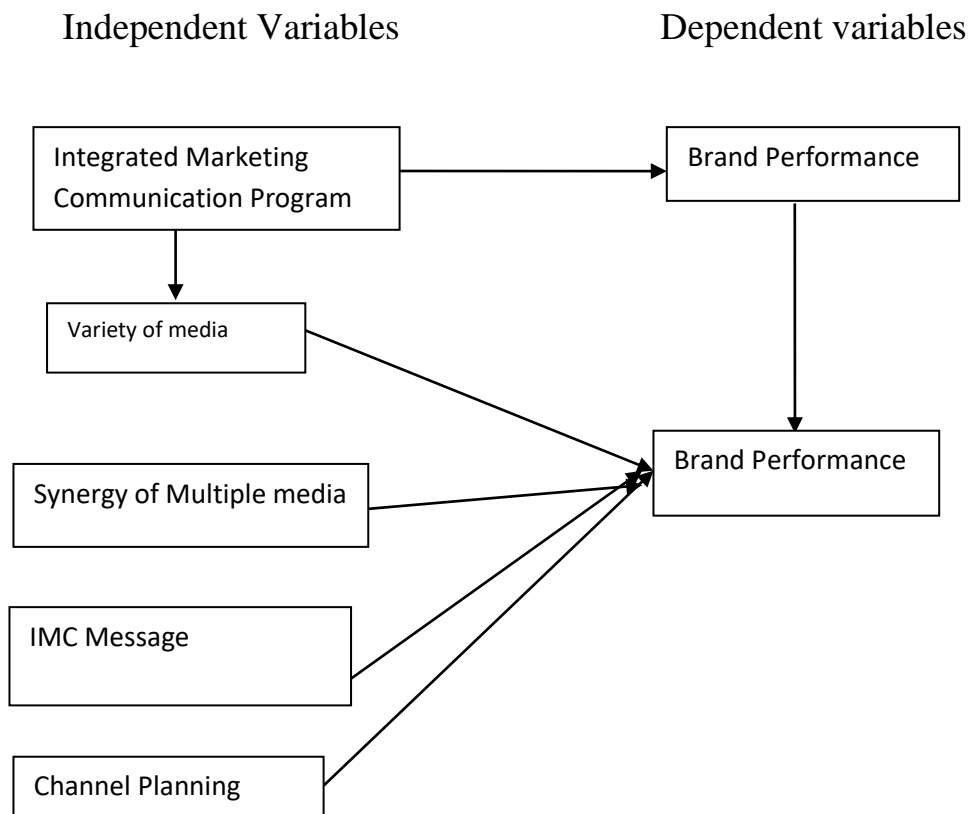 Independent Variables
Dependent variables
Integrated Marketing
Communication Program
Brand Performance
Variety of media
Brand Performance
Synergy of Multiple media
IMC Message
Channel Planning